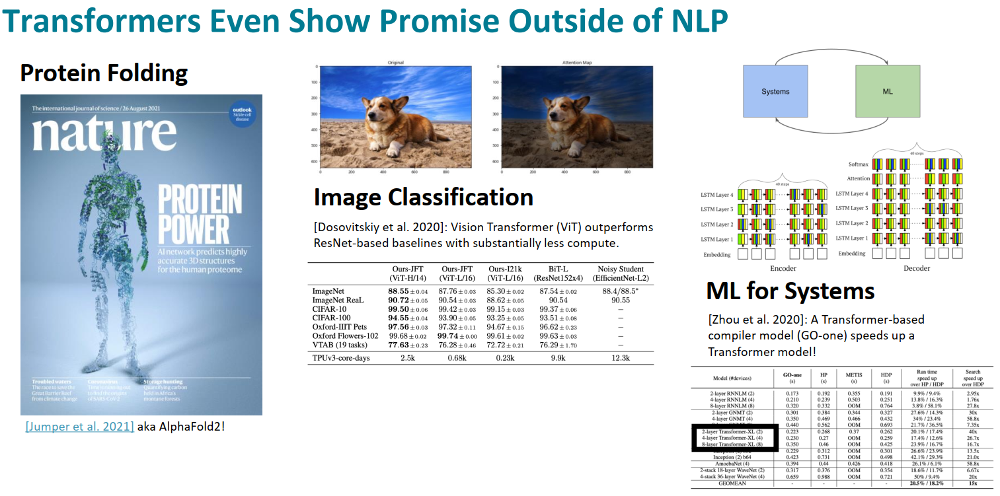 Transformers Even Show Promise Outside of NLP
Protein Folding
The international journal of science / 26 August 2021
outlook
Sickle-cell
disease
nature
PROTEIN
POWER
AI network predicts highly
accurate 3D structures
for the human proteome
Troubled waters
The race to save the
Great Barrier Reef
from climate change
Coronavirus
Time is running out
to find the origins
of SARS-CoV-2
Storage hunting
Quantifying carbon
held in Africa's
montane forests
[Jumper et al. 2021] aka AlphaFold2!
Original
0
100
200
300
400
500
600
0 200 400 600 800
Attention Map
0
100
200
300
400
500
600
0 200 400 600 800
Image Classification
[Dosovitskiy et al. 2020]: Vision Transformer (ViT) outperforms
ResNet-based baselines with substantially less compute.
Ours-JFT Ours-JFT Ours-I21k BiT-L Noisy Student
(ViT-H/14) (ViT-L/16) (ViT-L/16) (ResNet152x4) (EfficientNet-L2)
ImageNet 88.55 ± 0.04 87.76 ± 0.03 85.30 ± 0.02 87.54 ± 0.02 88.4/88.5*
ImageNet ReaL 90.72 ± 0.05 90.54 ± 0.03 88.62 ± 0.05 90.54 90.55
CIFAR-10 99.50 ± 0.06 99.42 ± 0.03 99.15 ± 0.03 99.37 ± 0.06 –
CIFAR-100 94.55 ± 0.04 93.90 ± 0.05 93.25 ± 0.05 93.51 ± 0.08 –
Oxford-IIIT Pets 97.56 ± 0.03 97.32 ± 0.11 94.67 ± 0.15 96.62 ± 0.23 –
Oxford Flowers-102 99.68 ± 0.02 99.74 ± 0.00 99.61 ± 0.02 99.63 ± 0.03 –
VTAB (19 tasks) 77.63 ± 0.23 76.28 ± 0.46 72.72 ± 0.21 76.29 ± 1.70 –
TPUv3-core-days 2.5k 0.68k 0.23k 9.9k 12.3k
Systems
ML
40 steps
LSTM Layer 4
LSTM Layer 3
LSTM Layer 2
LSTM Layer 1
Embedding
Encoder
40 steps
Softmax
Attention
LSTM Layer 4
LSTM Layer 3
LSTM Layer 2
LSTM Layer 1
Embedding
Decoder
ML for Systems
[Zhou et al. 2020]: A Transformer-based
compiler model (GO-one) speeds up a
Transformer model!
Model (#devices) GO-one (s) HP (s) METIS (s) HDP (s) Run time speed up over HP / HDP Search speed up over HDP
2-layer RNNLM (2) 0.173 0.192 0.355 0.191 9.9% / 9.4% 2.95x
4-layer RNNLM (4) 0.210 0.239 0.503 0.251 13.8% / 16.3% 1.76x
8-layer RNNLM (8) 0.320 0.332 OOM 0.764 3.8% / 58.1% 27.8x
2-layer GNMT (2) 0.301 0.384 0.344 0.327 27.6% / 14.3% 30x
4-layer GNMT (4) 0.350 0.469 0.466 0.432 34% / 23.4% 58.8x
0.440 0.562 OOM 0.693 21.7% / 36.5% 7.35x
2-layer Transformer-XL (2) 0.223 0.268 0.37 0.262 20.1% / 17.4% 40x
4-layer Transformer-XL (4) 0.230 0.27 OOM 0.259 17.4% / 12.6% 26.7x
8-layer Transformer-XL (8) 0.350 0.46 OOM 0.425 23.9% / 16.7% 16.7x
0.229 0.312 OOM 0.301 26.6% / 23.9% 13.5x
Inception (2) b64 0.423 0.731 OOM 0.498 42.1% / 29.3% 21.0x
AmoebaNet (4) 0.394 0.44 0.426 0.418 26.1% / 6.1% 58.8x
2-stack 18-layer WaveNet (2) 0.317 0.376 OOM 0.354 18.6% / 11.7% 6.67x
4-stack 36-layer WaveNet (4) 0.659 0.988 OOM 0.721 50% / 9.4% 20x
GEOMEAN - - - - 20.5% / 18.2% 15x